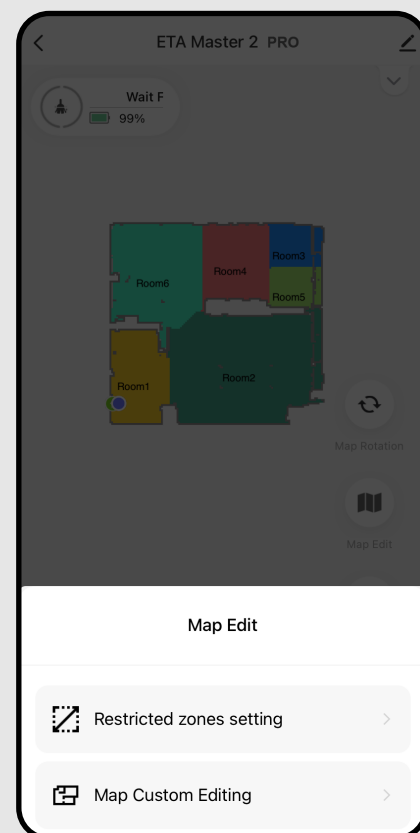 ETA Master 2 PRO
Wait F
99%
Room3
Room4
Room6
Room5
Room2
Room1
Map Rotation
Map Edit
Map Edit
Restricted zones setting
Map Custom Editing